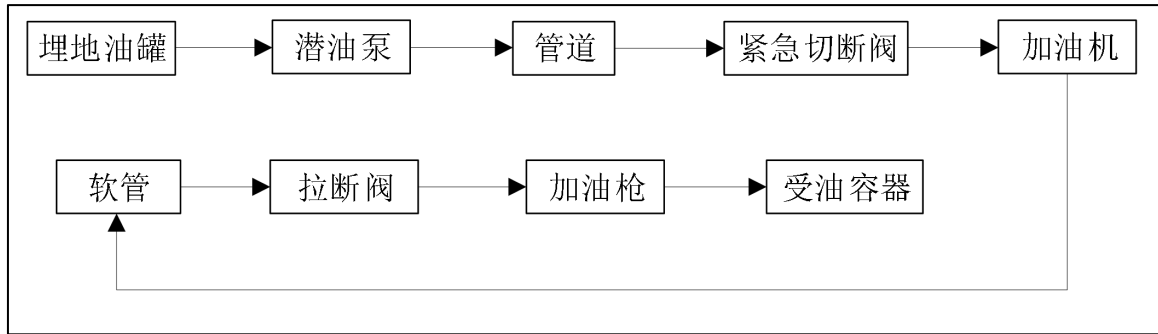 埋地油罐
潜油泵
管道
紧急切断阀
加油机
软管
拉断阀
加油枪
受油容器